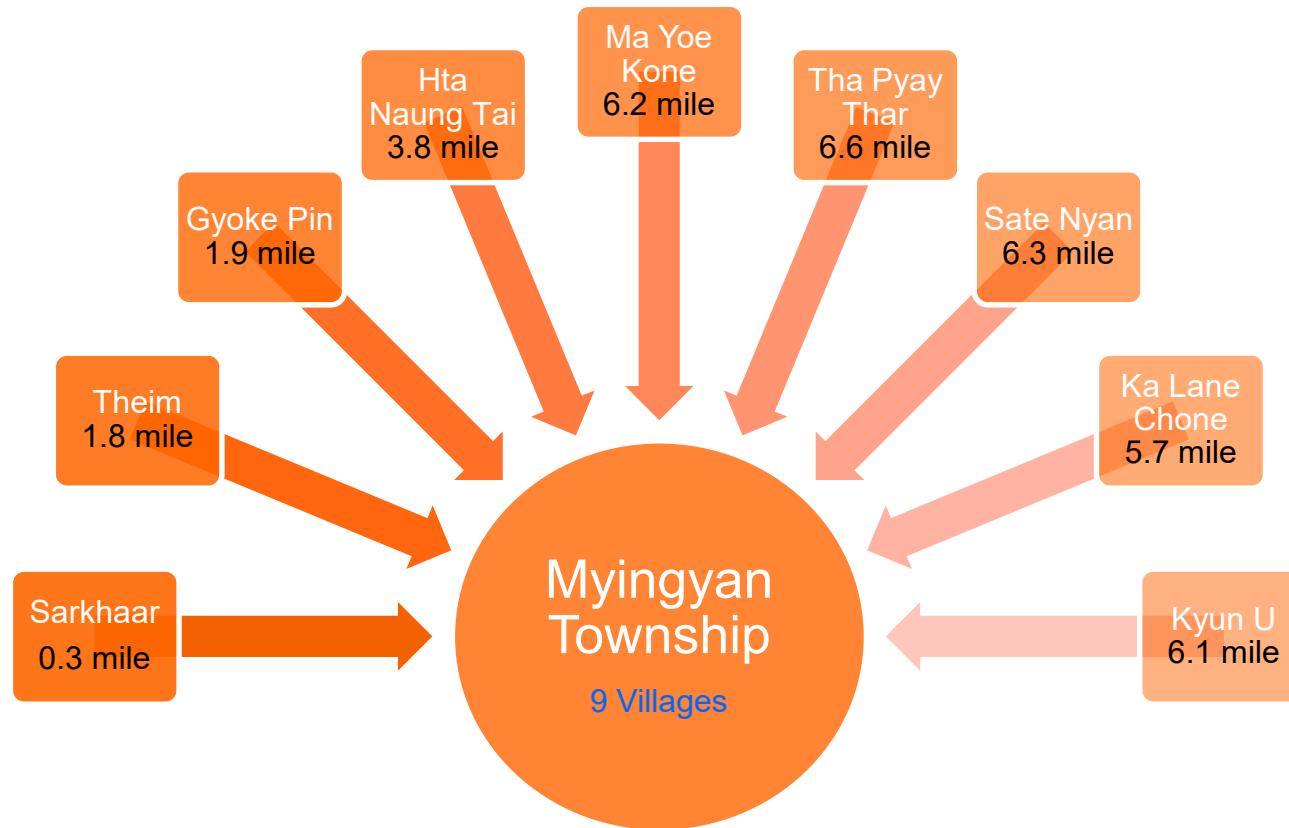 Ma Yoe
Kone
6.2 mile
Hta
Naung Tai
3.8 mile
Tha Pyay
Thar
6.6 mile
Gyoke Pin
1.9 mile
Sate Nyan
6.3 mile
Theim
1.8 mile
Ka Lane
Chone
5.7 mile
Sarkhaar
0.3 mile
Myingyan
Township
9 Villages
Kyun U
6.1 mile